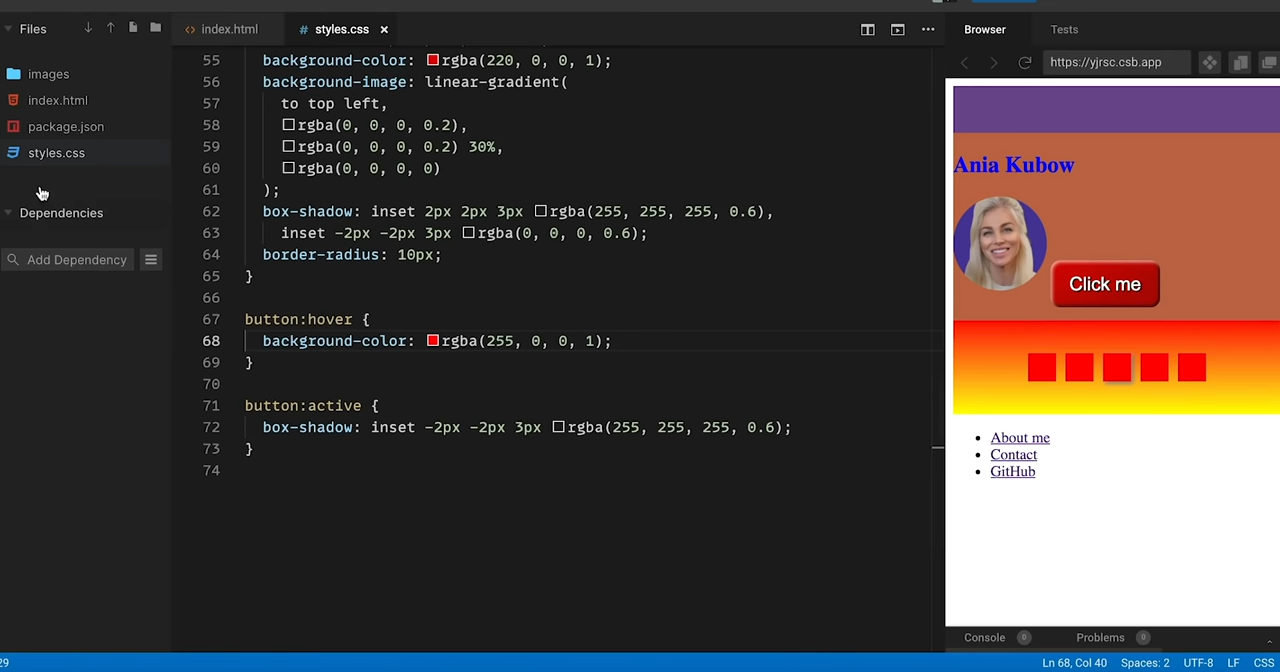 Files
index.html
styles.css
images
index.html
package.json
styles.css
Dependencies
Add Dependency
55 background-color: rgba(220, 0, 0, 1);
56 background-image: linear-gradient(
57 to top left,
58 rgba(0, 0, 0, 0.2),
59 rgba(0, 0, 0, 0.2) 30%,
60 rgba(0, 0, 0, 0)
61 );
62 box-shadow: inset 2px 2px 3px rgba(255, 255, 255, 0.6),
63 inset -2px -2px 3px rgba(0, 0, 0, 0.6);
64 border-radius: 10px;
65 }
66
67 button:hover {
68 background-color: rgba(255, 0, 0, 1);
69 }
70
71 button:active {
72 box-shadow: inset -2px -2px 3px rgba(255, 255, 255, 0.6);
73 }
74
Browser
Tests
https://yjrsc.csb.app
Ania Kubow
Click me
About me
Contact
GitHub
Console 0
Problems 0
29
Ln 68, Col 40 Spaces: 2 UTF-8 LF CSS